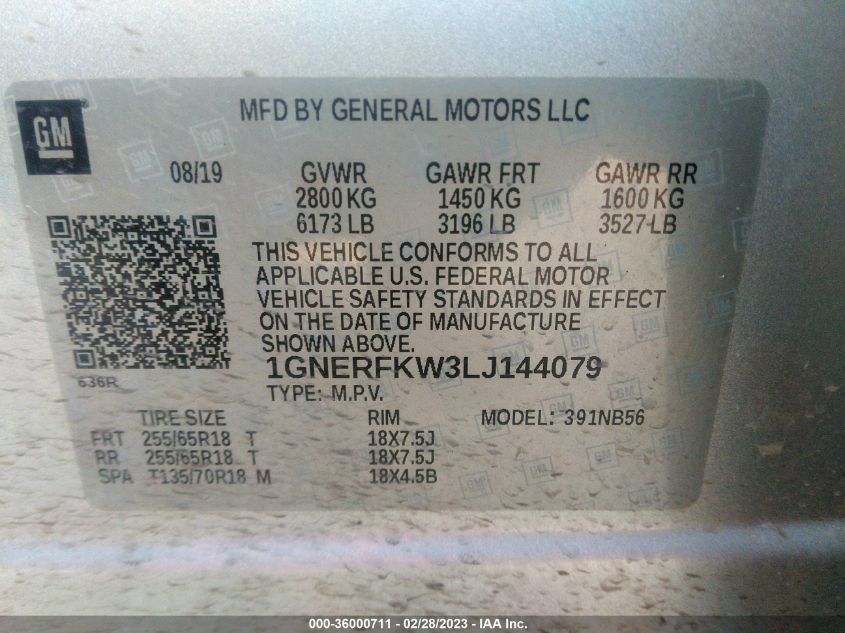 GM
MFD BY GENERAL MOTORS LLC
08/19 GVWR GAWR FRT GAWR RR
2800 KG 1450 KG 1600 KG
6173 LB 3196 LB 3527 LB
THIS VEHICLE CONFORMS TO ALL
APPLICABLE U.S. FEDERAL MOTOR
VEHICLE SAFETY STANDARDS IN EFFECT
ON THE DATE OF MANUFACTURE
SHOWN ABOVE.
1GNERFKW3LJ144079
636R
TYPE: M.P.V.
TIRE SIZE RIM MODEL: 391NB56
FRT 255/65R18 T 18X7.5J
RR 255/65R18 T 18X7.5J
SPA T135/70R18 M 18X4.5B
000-36000711 - 02/28/2023 - IAA Inc.